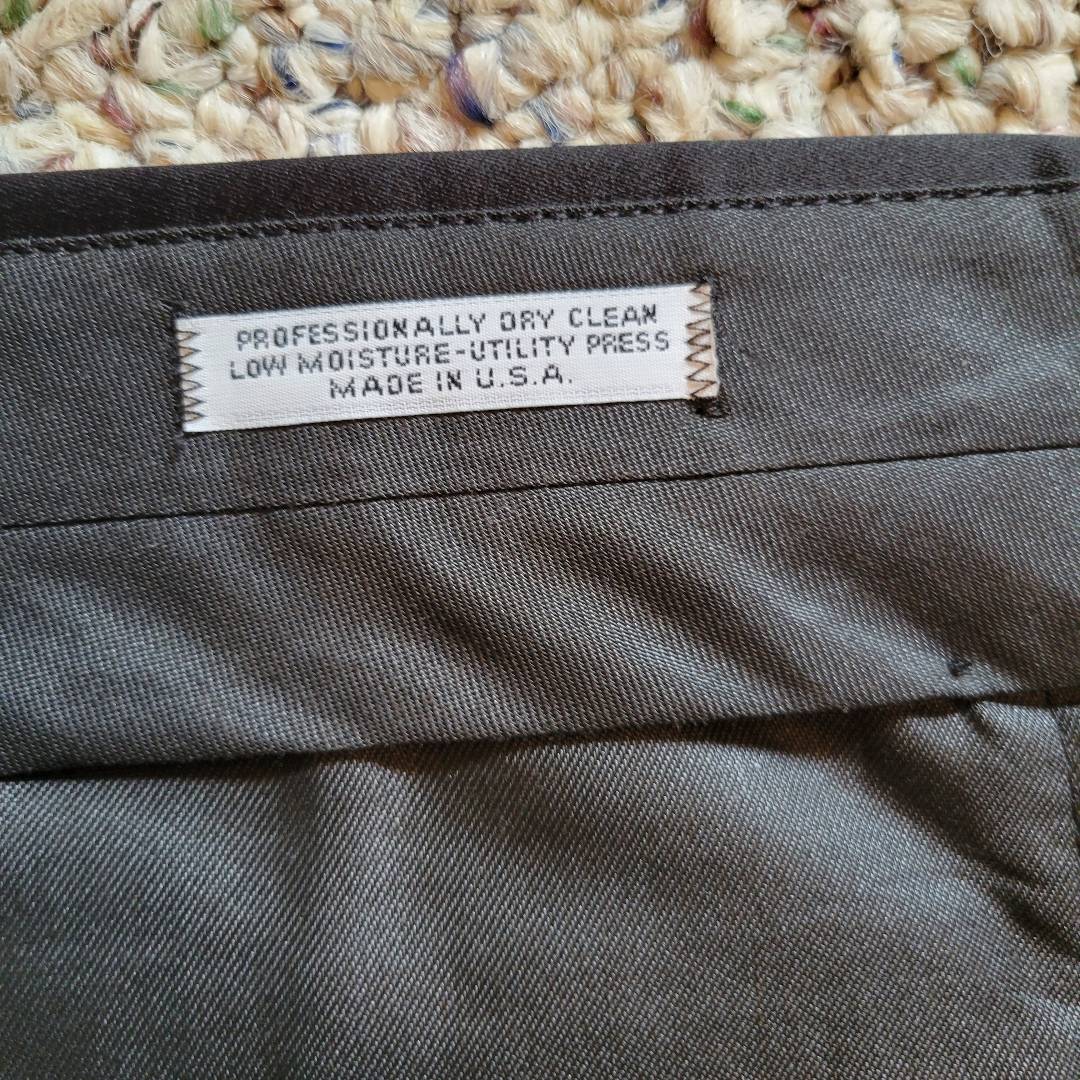 PROFESSIONALLY DRY CLEAN
LOW MOISTURE-UTILITY PRESS
MADE IN U.S.A.